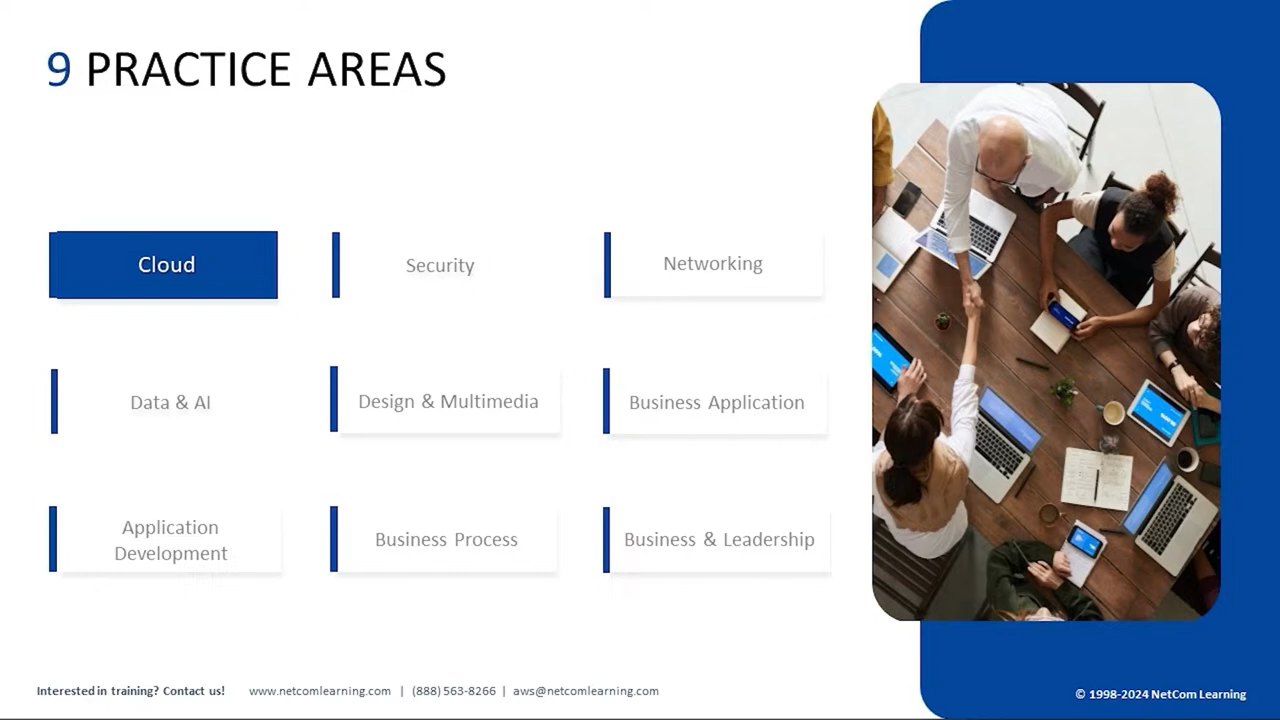 9 PRACTICE AREAS
Cloud
Security
Networking
Data & AI
Design & Multimedia
Business Application
Application
Development
Business Process
Business & Leadership
Interested in training? Contact us! www.netcomlearning.com | (888) 563-8266 | aws@netcomlearning.com
© 1998-2024 NetCom Learning